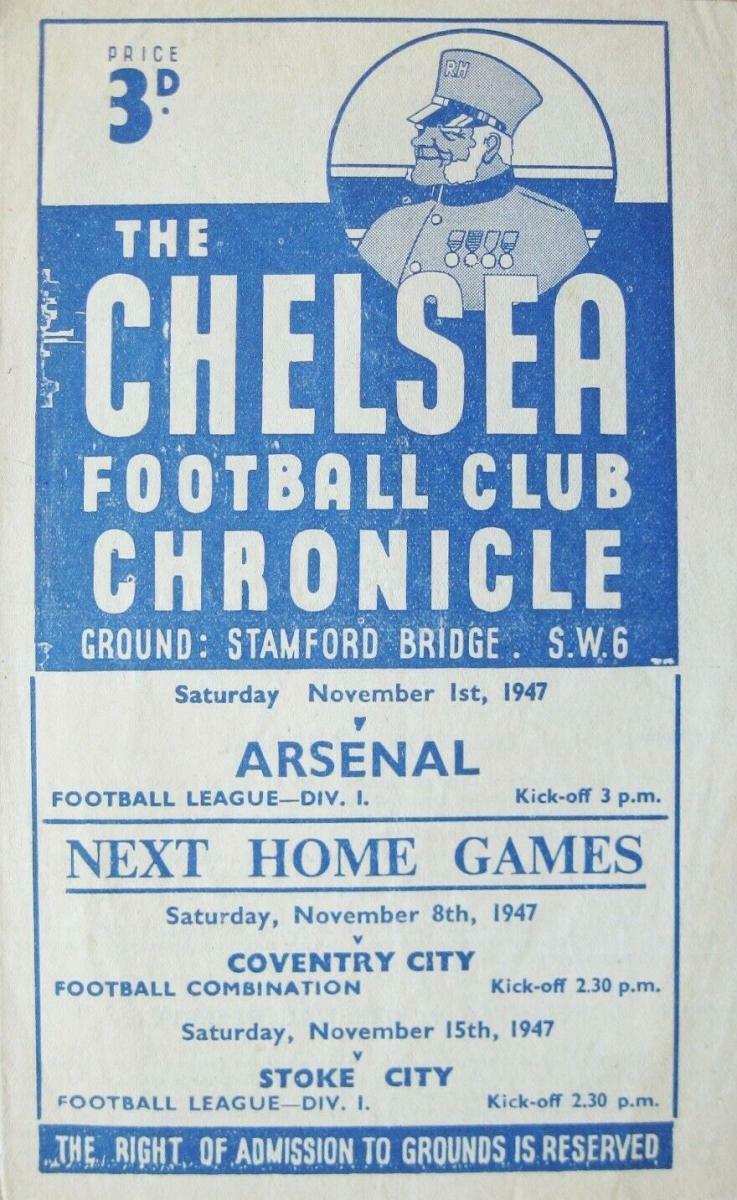 PRICE
3D.
RH
THE
CHELSEA
FOOTBALL CLUB
CHRONICLE
GROUND: STAMFORD BRIDGE. S.W.6
Saturday November 1st, 1947
v
ARSENAL
FOOTBALL LEAGUE—DIV. I. Kick-off 3 p.m.
NEXT HOME GAMES
Saturday, November 8th, 1947
v
COVENTRY CITY
FOOTBALL COMBINATION Kick-off 2.30 p.m.
Saturday, November 15th, 1947
v
STOKE CITY
FOOTBALL LEAGUE—DIV. I. Kick-off 2.30 p.m.
THE RIGHT OF ADMISSION TO GROUNDS IS RESERVED